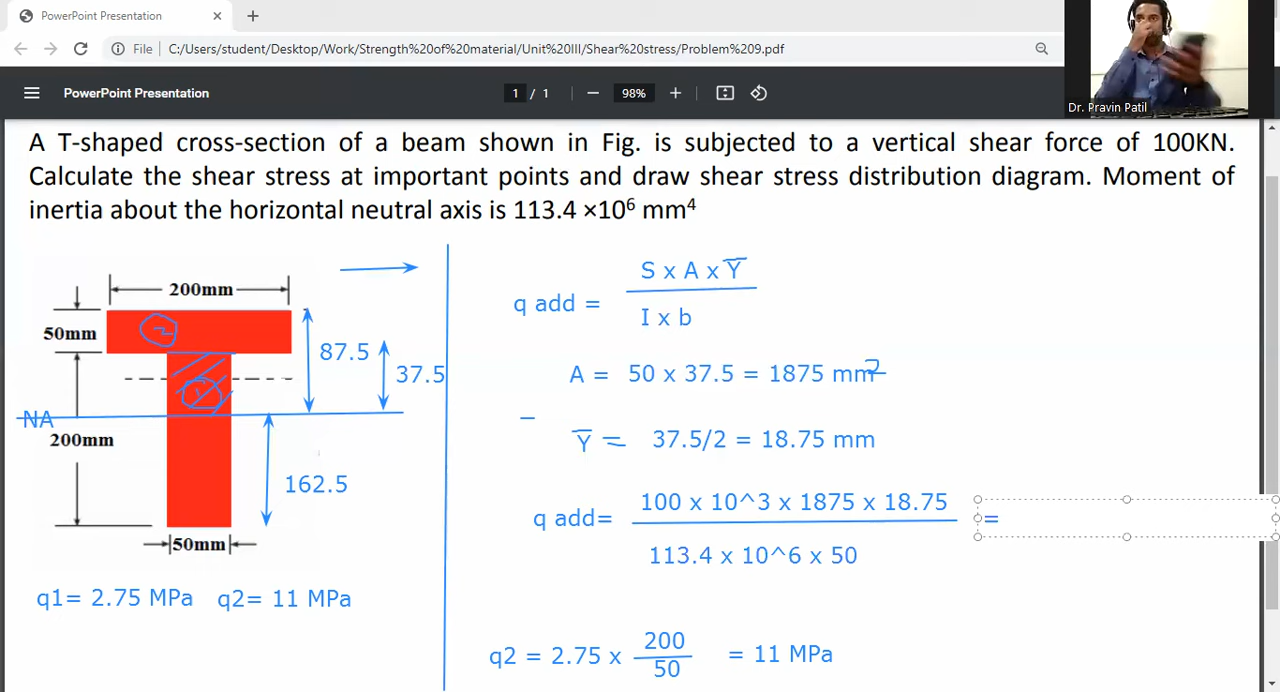 PowerPoint Presentation
File C:/Users/student/Desktop/Work/Strength%20of%20material/Unit%20III/Shear%20stress/Problem%209.pdf
PowerPoint Presentation 1 / 1 98%
Dr. Pravin Patil
A T-shaped cross-section of a beam shown in Fig. is subjected to a vertical shear force of 100KN.
Calculate the shear stress at important points and draw shear stress distribution diagram. Moment of
inertia about the horizontal neutral axis is 113.4 ×10⁶ mm⁴
200mm
50mm
2
87.5
37.5
1
NA
200mm
162.5
50mm
q1= 2.75 MPa q2= 11 MPa
S x A x Y̅
q add =
I x b
A = 50 x 37.5 = 1875 mm²
Y̅ = 37.5/2 = 18.75 mm
100 x 10^3 x 1875 x 18.75
q add= =
113.4 x 10^6 x 50
200
q2 = 2.75 x = 11 MPa
50